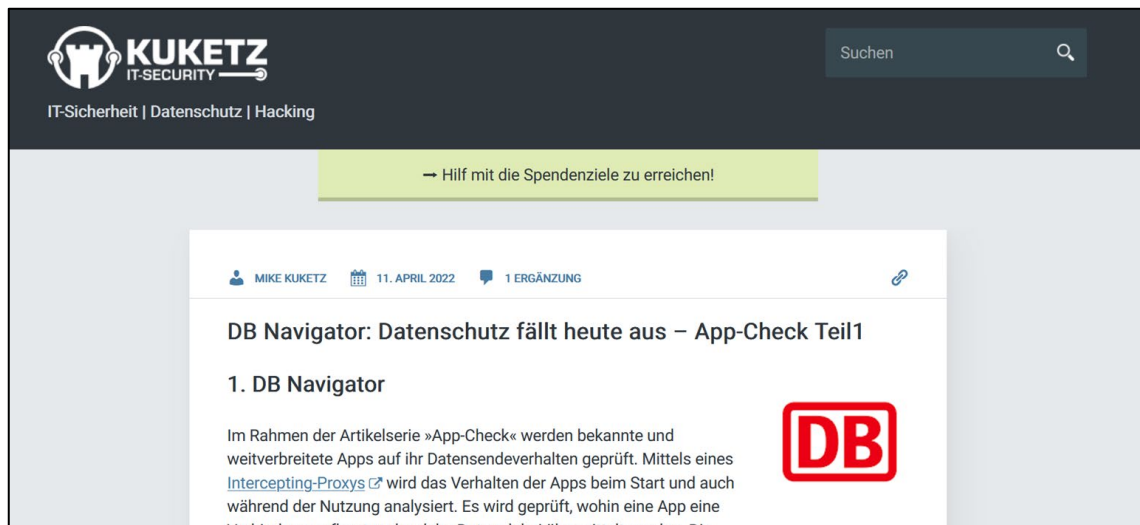 KUKETZ
IT-SECURITY
IT-Sicherheit | Datenschutz | Hacking
Suchen
➞ Hilf mit die Spendenziele zu erreichen!
MIKE KUKETZ 11. APRIL 2022 1 ERGÄNZUNG
DB Navigator: Datenschutz fällt heute aus – App-Check Teil1
1. DB Navigator
DB
Im Rahmen der Artikelserie »App-Check« werden bekannte und
weitverbreitete Apps auf ihr Datensendeverhalten geprüft. Mittels eines
Intercepting-Proxys wird das Verhalten der Apps beim Start und auch
während der Nutzung analysiert. Es wird geprüft, wohin eine App eine